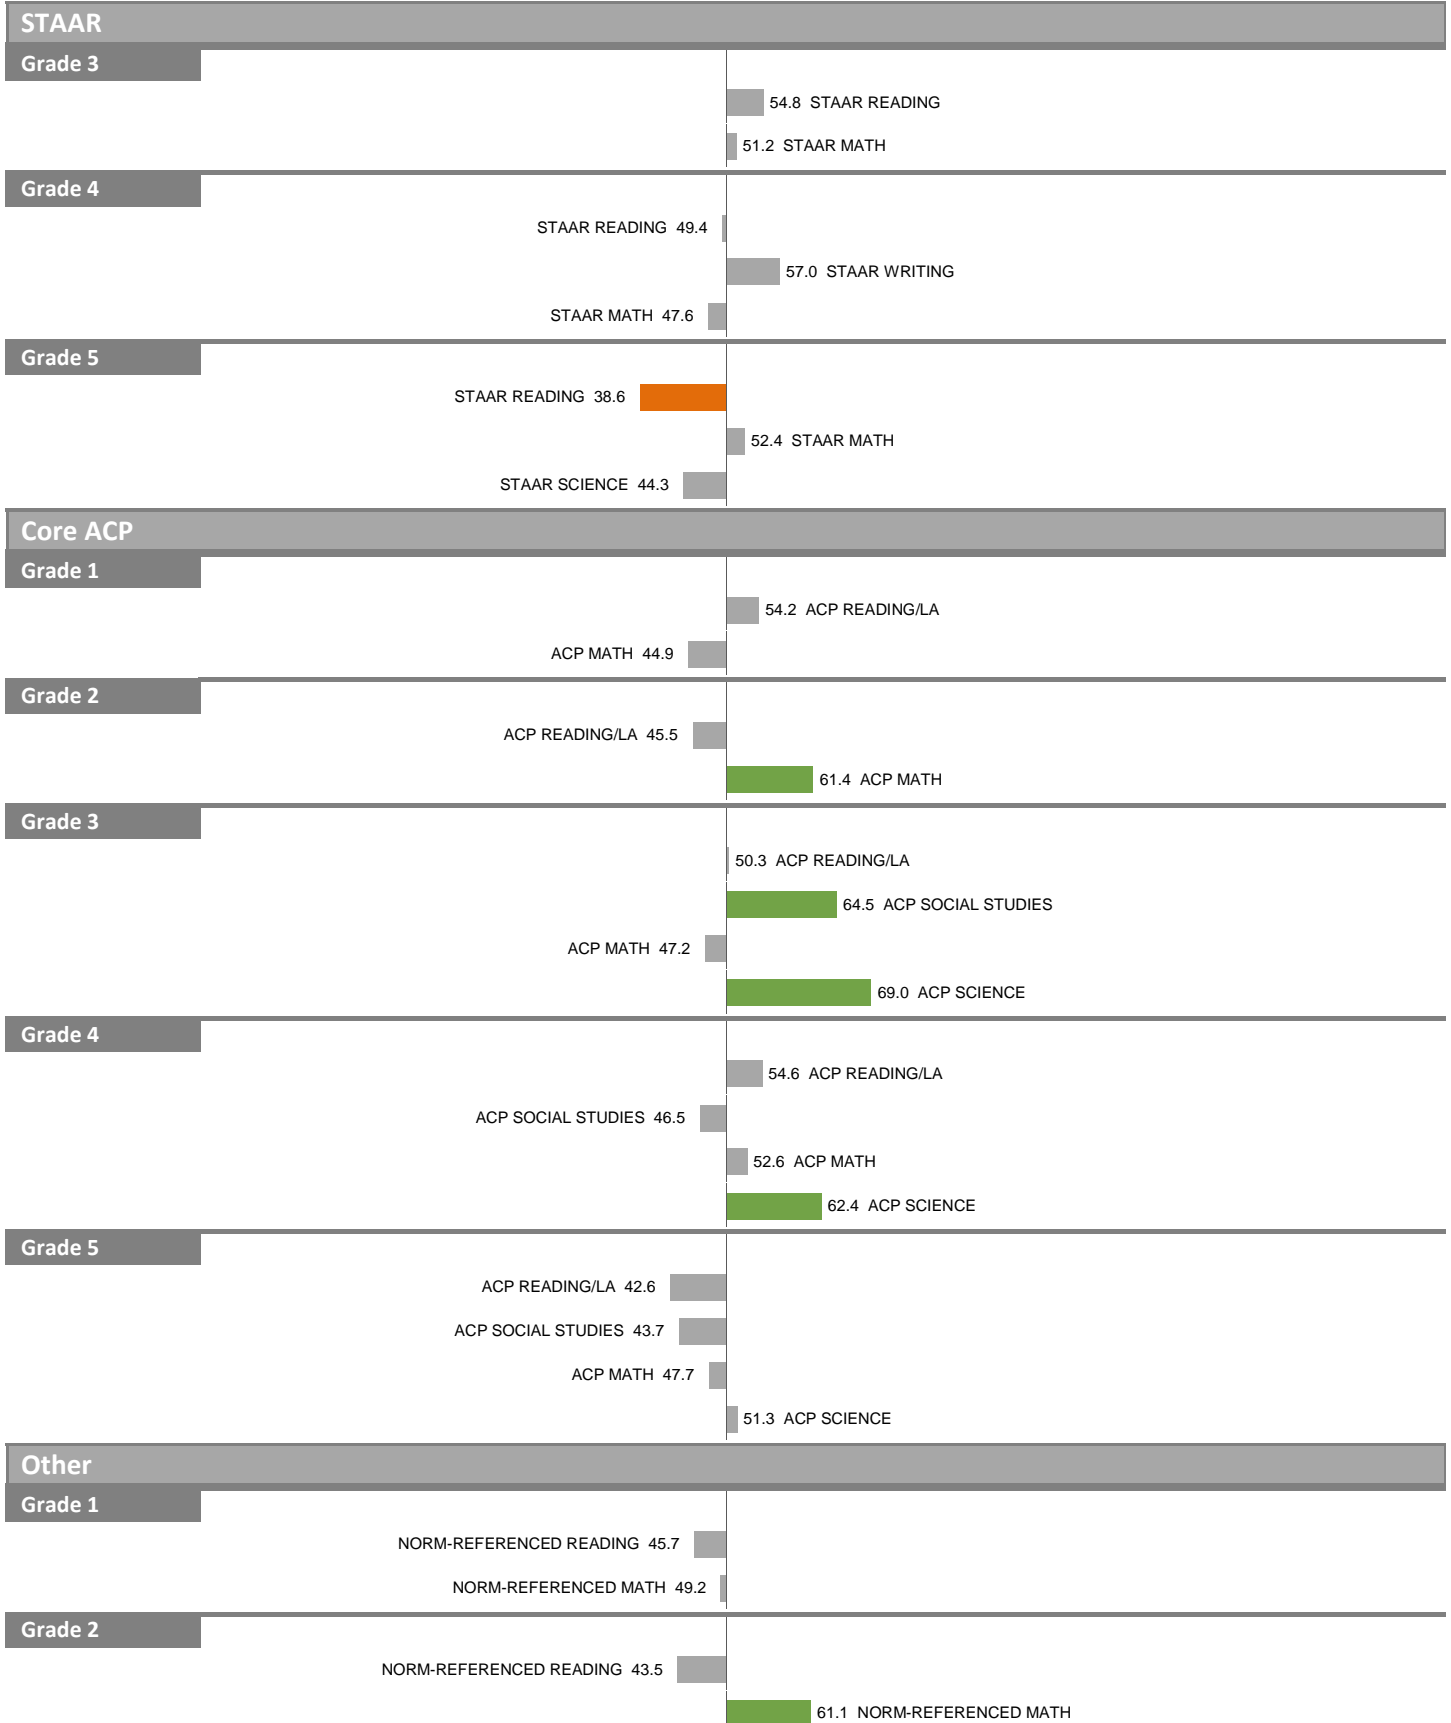 STAAR
Grade 3
54.8 STAAR READING
51.2 STAAR MATH
Grade 4
STAAR READING 49.4
57.0 STAAR WRITING
STAAR MATH 47.6
Grade 5
STAAR READING 38.6
52.4 STAAR MATH
STAAR SCIENCE 44.3
Core ACP
Grade 1
54.2 ACP READING/LA
ACP MATH 44.9
Grade 2
ACP READING/LA 45.5
61.4 ACP MATH
Grade 3
50.3 ACP READING/LA
64.5 ACP SOCIAL STUDIES
ACP MATH 47.2
69.0 ACP SCIENCE
Grade 4
54.6 ACP READING/LA
ACP SOCIAL STUDIES 46.5
52.6 ACP MATH
62.4 ACP SCIENCE
Grade 5
ACP READING/LA 42.6
ACP SOCIAL STUDIES 43.7
ACP MATH 47.7
51.3 ACP SCIENCE
Other
Grade 1
NORM-REFERENCED READING 45.7
NORM-REFERENCED MATH 49.2
Grade 2
NORM-REFERENCED READING 43.5
61.1 NORM-REFERENCED MATH